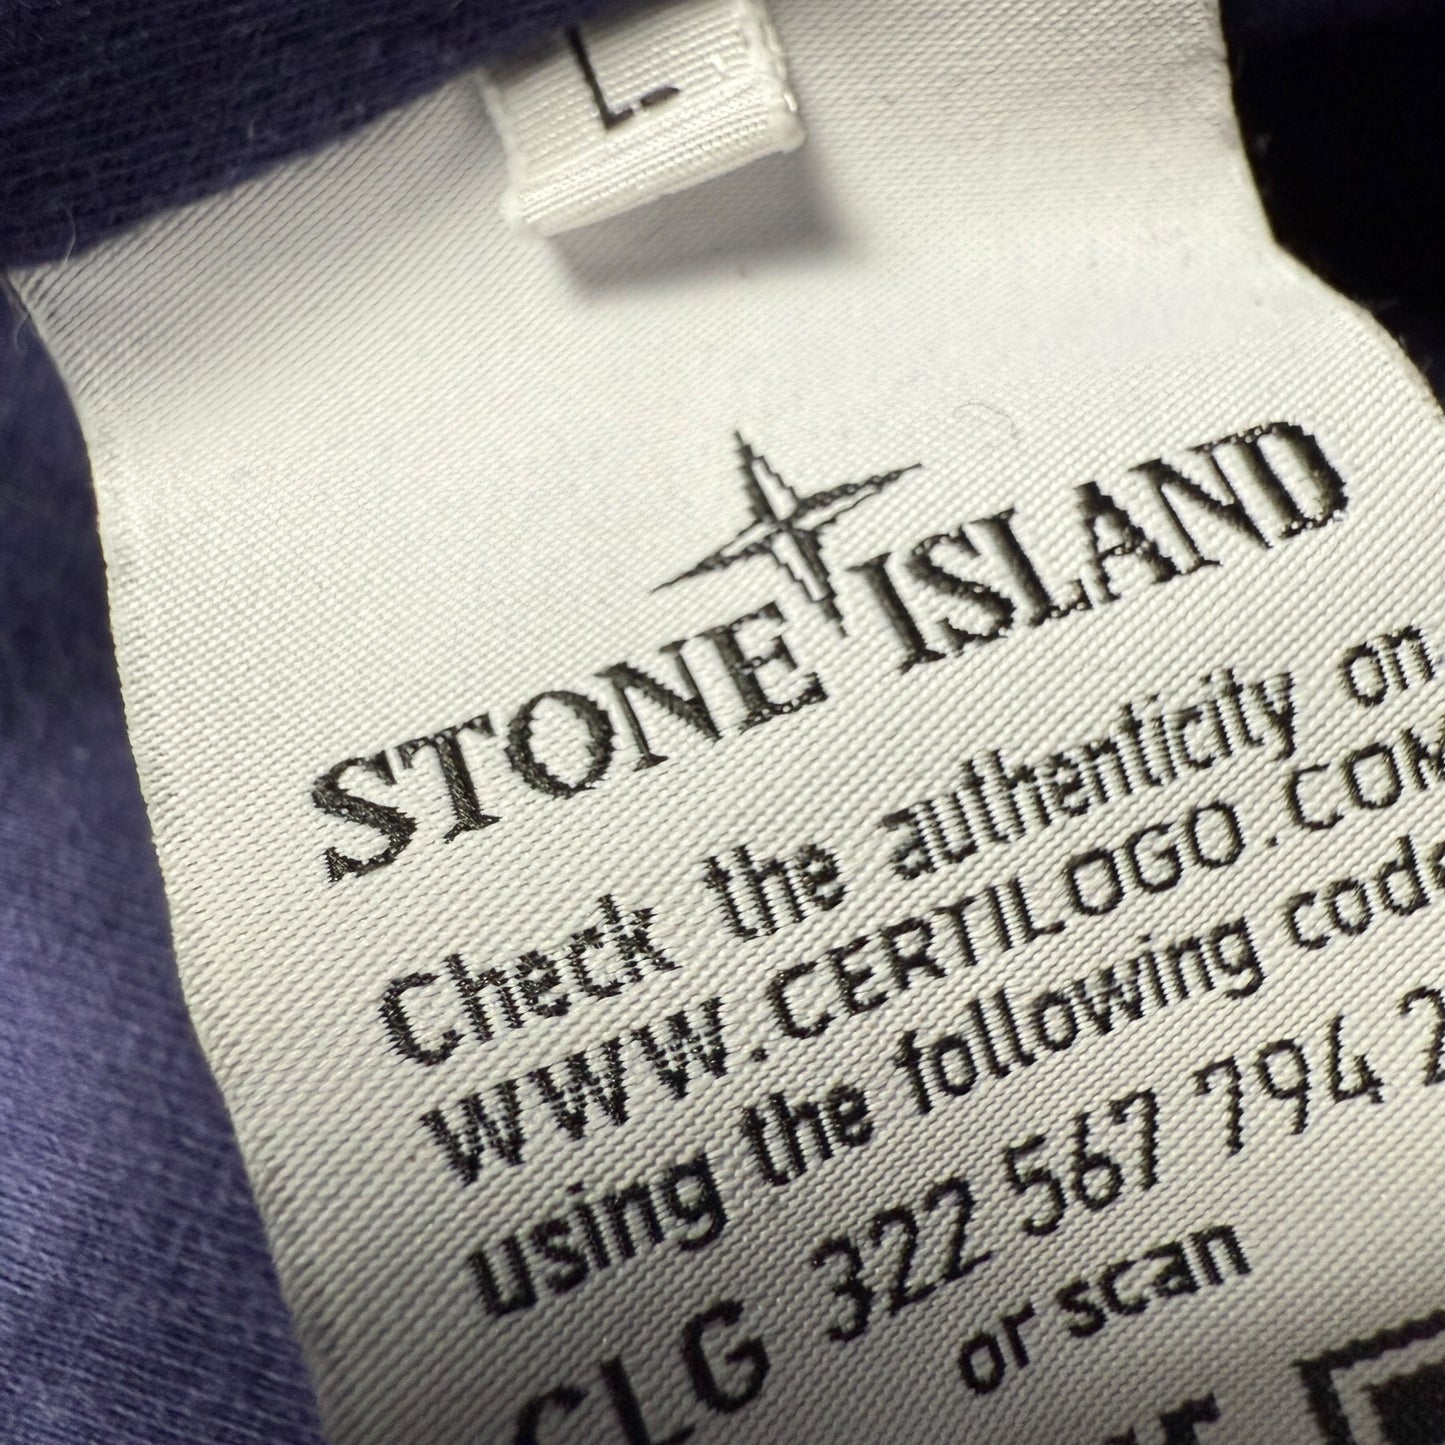 L
STONE ISLAND
Check the authenticity on
WWW.CERTILOGO.COM
using the following code
CLG 322 567 794 2
or scan